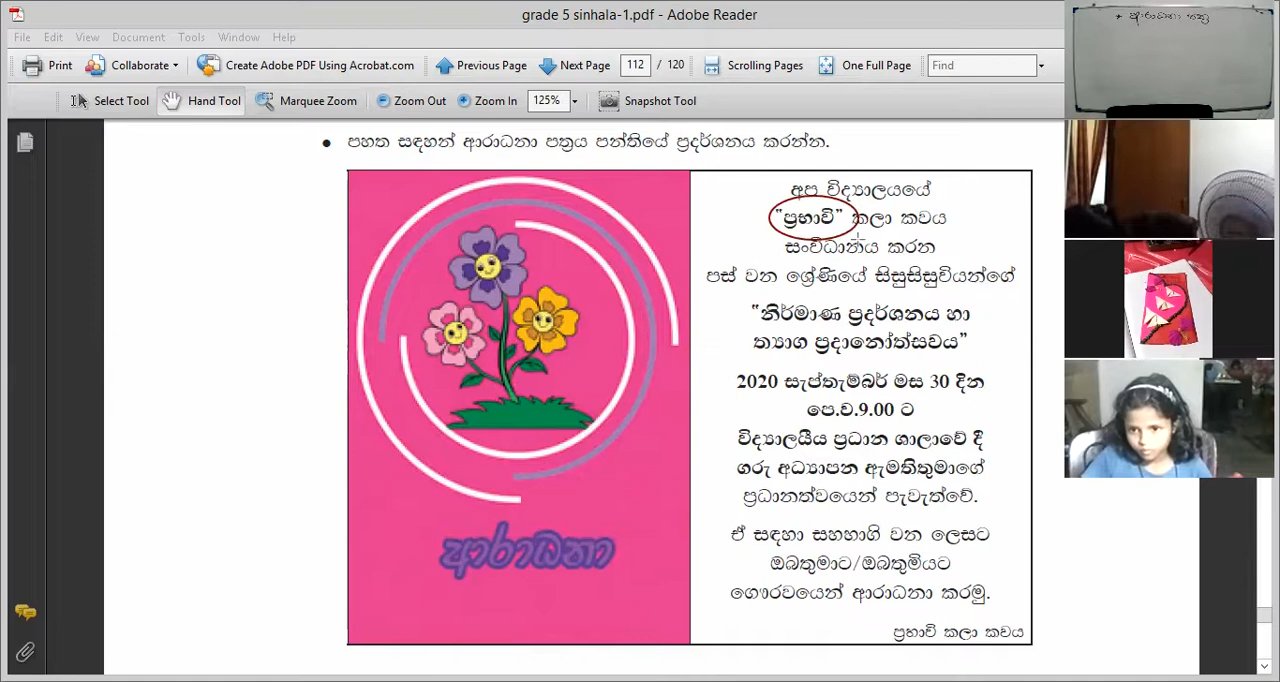 grade 5 sinhala-1.pdf - Adobe Reader
File Edit View Document Tools Window Help
Print Collaborate Create Adobe PDF Using Acrobat.com Previous Page Next Page 112 / 120 Scrolling Pages One Full Page Find
Select Tool Hand Tool Marquee Zoom Zoom Out Zoom In 125% Snapshot Tool
* ආරාධනා පත්‍ර
● පහත සඳහන් ආරාධනා පත්‍රය පන්තියේ ප්‍රදර්ශනය කරන්න.
ආරාධනා
අප විද්‍යාලයයේ
“ප්‍රභාවි” කලා කවය
සංවිධානය කරන
පස් වන ශ්‍රේණියේ සිසුසිසුවියන්ගේ
“නිර්මාණ ප්‍රදර්ශනය හා
ත්‍යාග ප්‍රදානෝත්සවය”
2020 සැප්තැම්බර් මස 30 දින
පෙ.ව.9.00 ට
විද්‍යාලයීය ප්‍රධාන ශාලාවේ දී
ගරු අධ්‍යාපන ඇමතිතුමාගේ
ප්‍රධානත්වයෙන් පැවැත්වේ.
ඒ සඳහා සහභාගි වන ලෙසට
ඔබතුමාට/ඔබතුමියට
ගෞරවයෙන් ආරාධනා කරමු.
ප්‍රභාවි කලා කවය